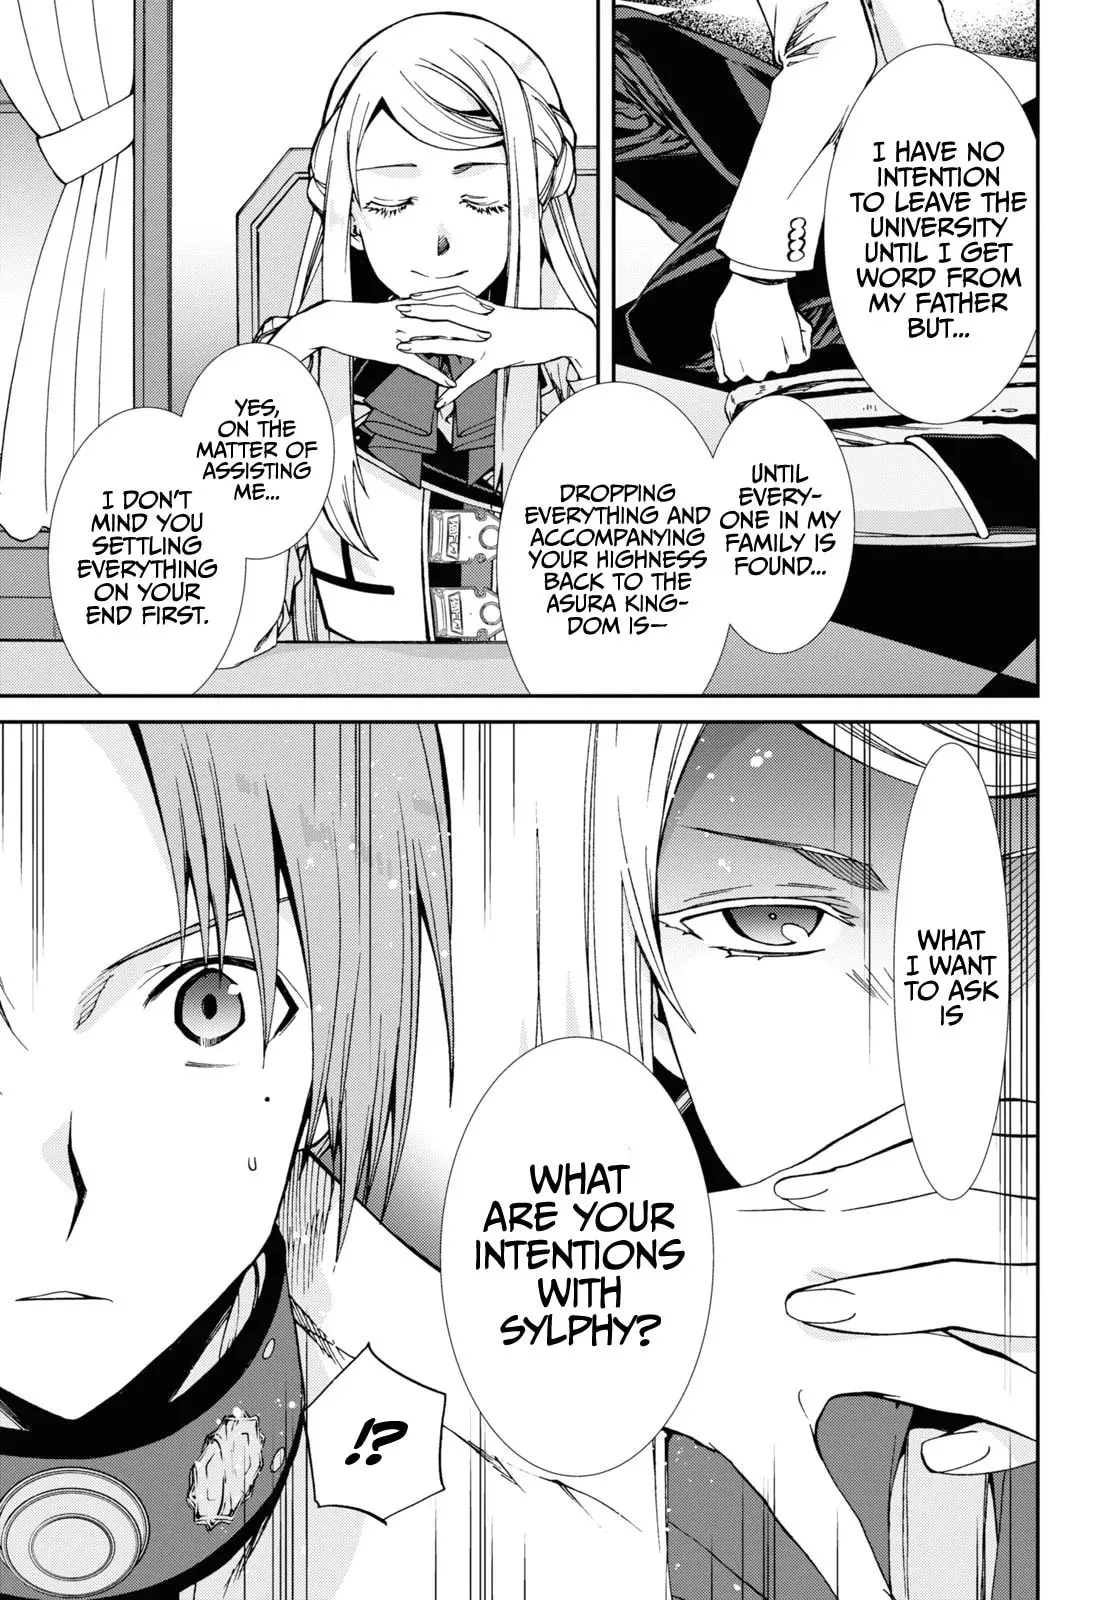 I HAVE NO
INTENTION
TO LEAVE THE
UNIVERSITY
UNTIL I GET
WORD FROM
MY FATHER
BUT...
UNTIL
EVERY-
ONE IN MY
FAMILY IS
FOUND...
DROPPING
EVERYTHING AND
ACCOMPANYING
YOUR HIGHNESS
BACK TO THE
ASURA KING-
DOM IS—
YES,
ON THE
MATTER OF
ASSISTING
ME...
I DON'T
MIND YOU
SETTLING
EVERYTHING
ON YOUR
END FIRST.
WHAT
I WANT
TO ASK
IS
WHAT
ARE YOUR
INTENTIONS
WITH
SYLPHY?
!?